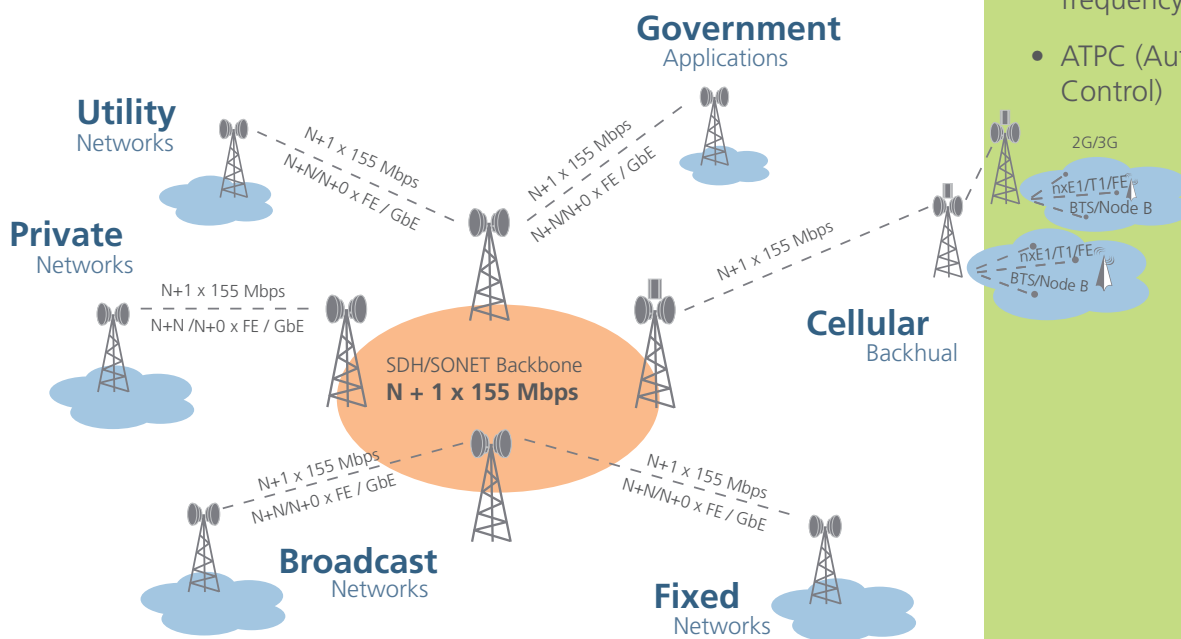 Government
Applications
Utility
Networks
N+1 x 155 Mbps
N+N/N+0 x FE / GbE
N+1 x 155 Mbps
N+N/N+0 x FE / GbE
Private
Networks
N+1 x 155 Mbps
N+N /N+0 x FE / GbE
N+1 x 155 Mbps
Cellular
Backhual
SDH/SONET Backbone
N + 1 x 155 Mbps
N+1 x 155 Mbps
N+N/N+0 x FE / GbE
Broadcast
Networks
N+1 x 155 Mbps
N+N/N+0 x FE / GbE
Fixed
Networks
frequency
• ATPC (Aut
Control)
2G/3G
nxE1/T1/FE
BTS/Node B
nxE1/T1/FE
BTS/Node B